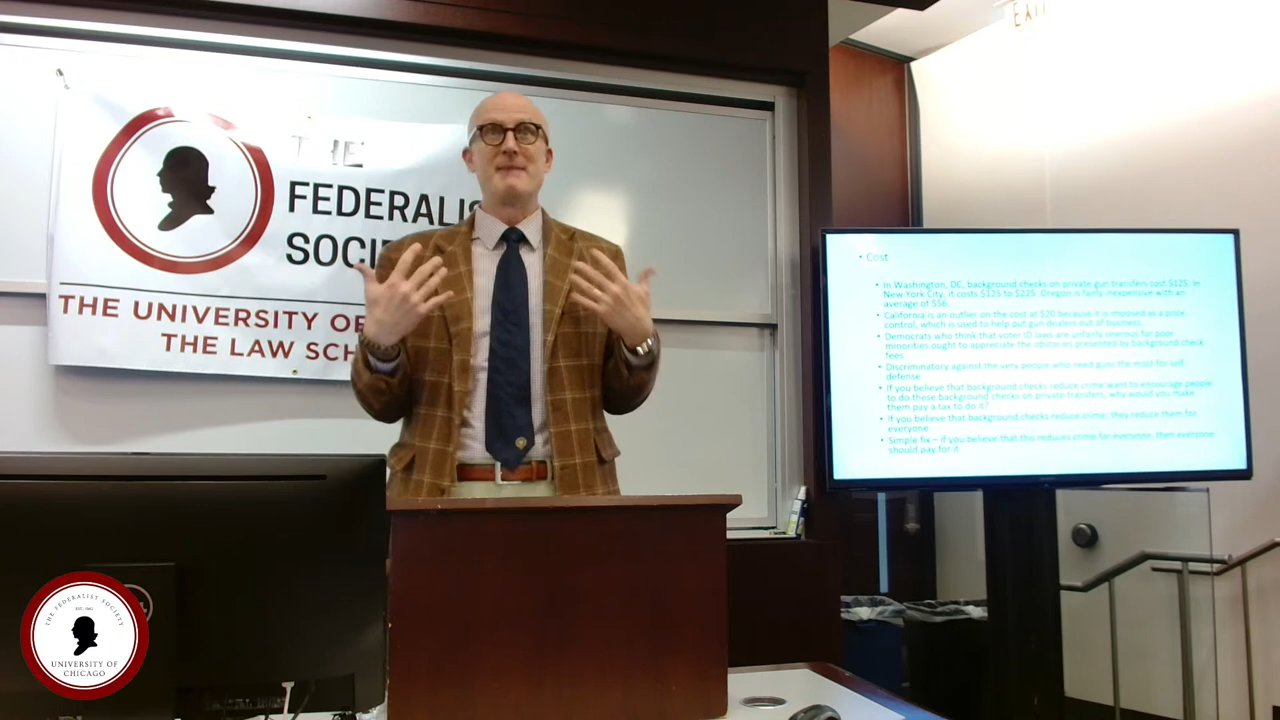 EXIT
THE
FEDERALIS
SOCI
THE UNIVERSITY OF
THE LAW SCH
• Cost
• In Washington, DC, background checks on private gun transfers cost $125. In
New York City, it costs $125 to $225. Oregon is fairly inexpensive with an
average of $56.
• California is an outlier on the cost at $20 because it is imposed as a price
control, which is used to help put gun dealers out of business.
• Democrats who think that voter ID laws are unfairly onerous for poor
minorities ought to appreciate the obstacles presented by background check
fees.
• Discriminatory against the very people who need guns the most for self
defense.
• If you believe that background checks reduce crime want to encourage people
to do these background checks on private transfers, why would you make
them pay a tax to do it?
• If you believe that background checks reduce crime, they reduce them for
everyone
• Simple fix – if you believe that this reduces crime for everyone, then everyone
should pay for it
THE FEDERALIST SOCIETY
EST. 1982
UNIVERSITY OF
CHICAGO